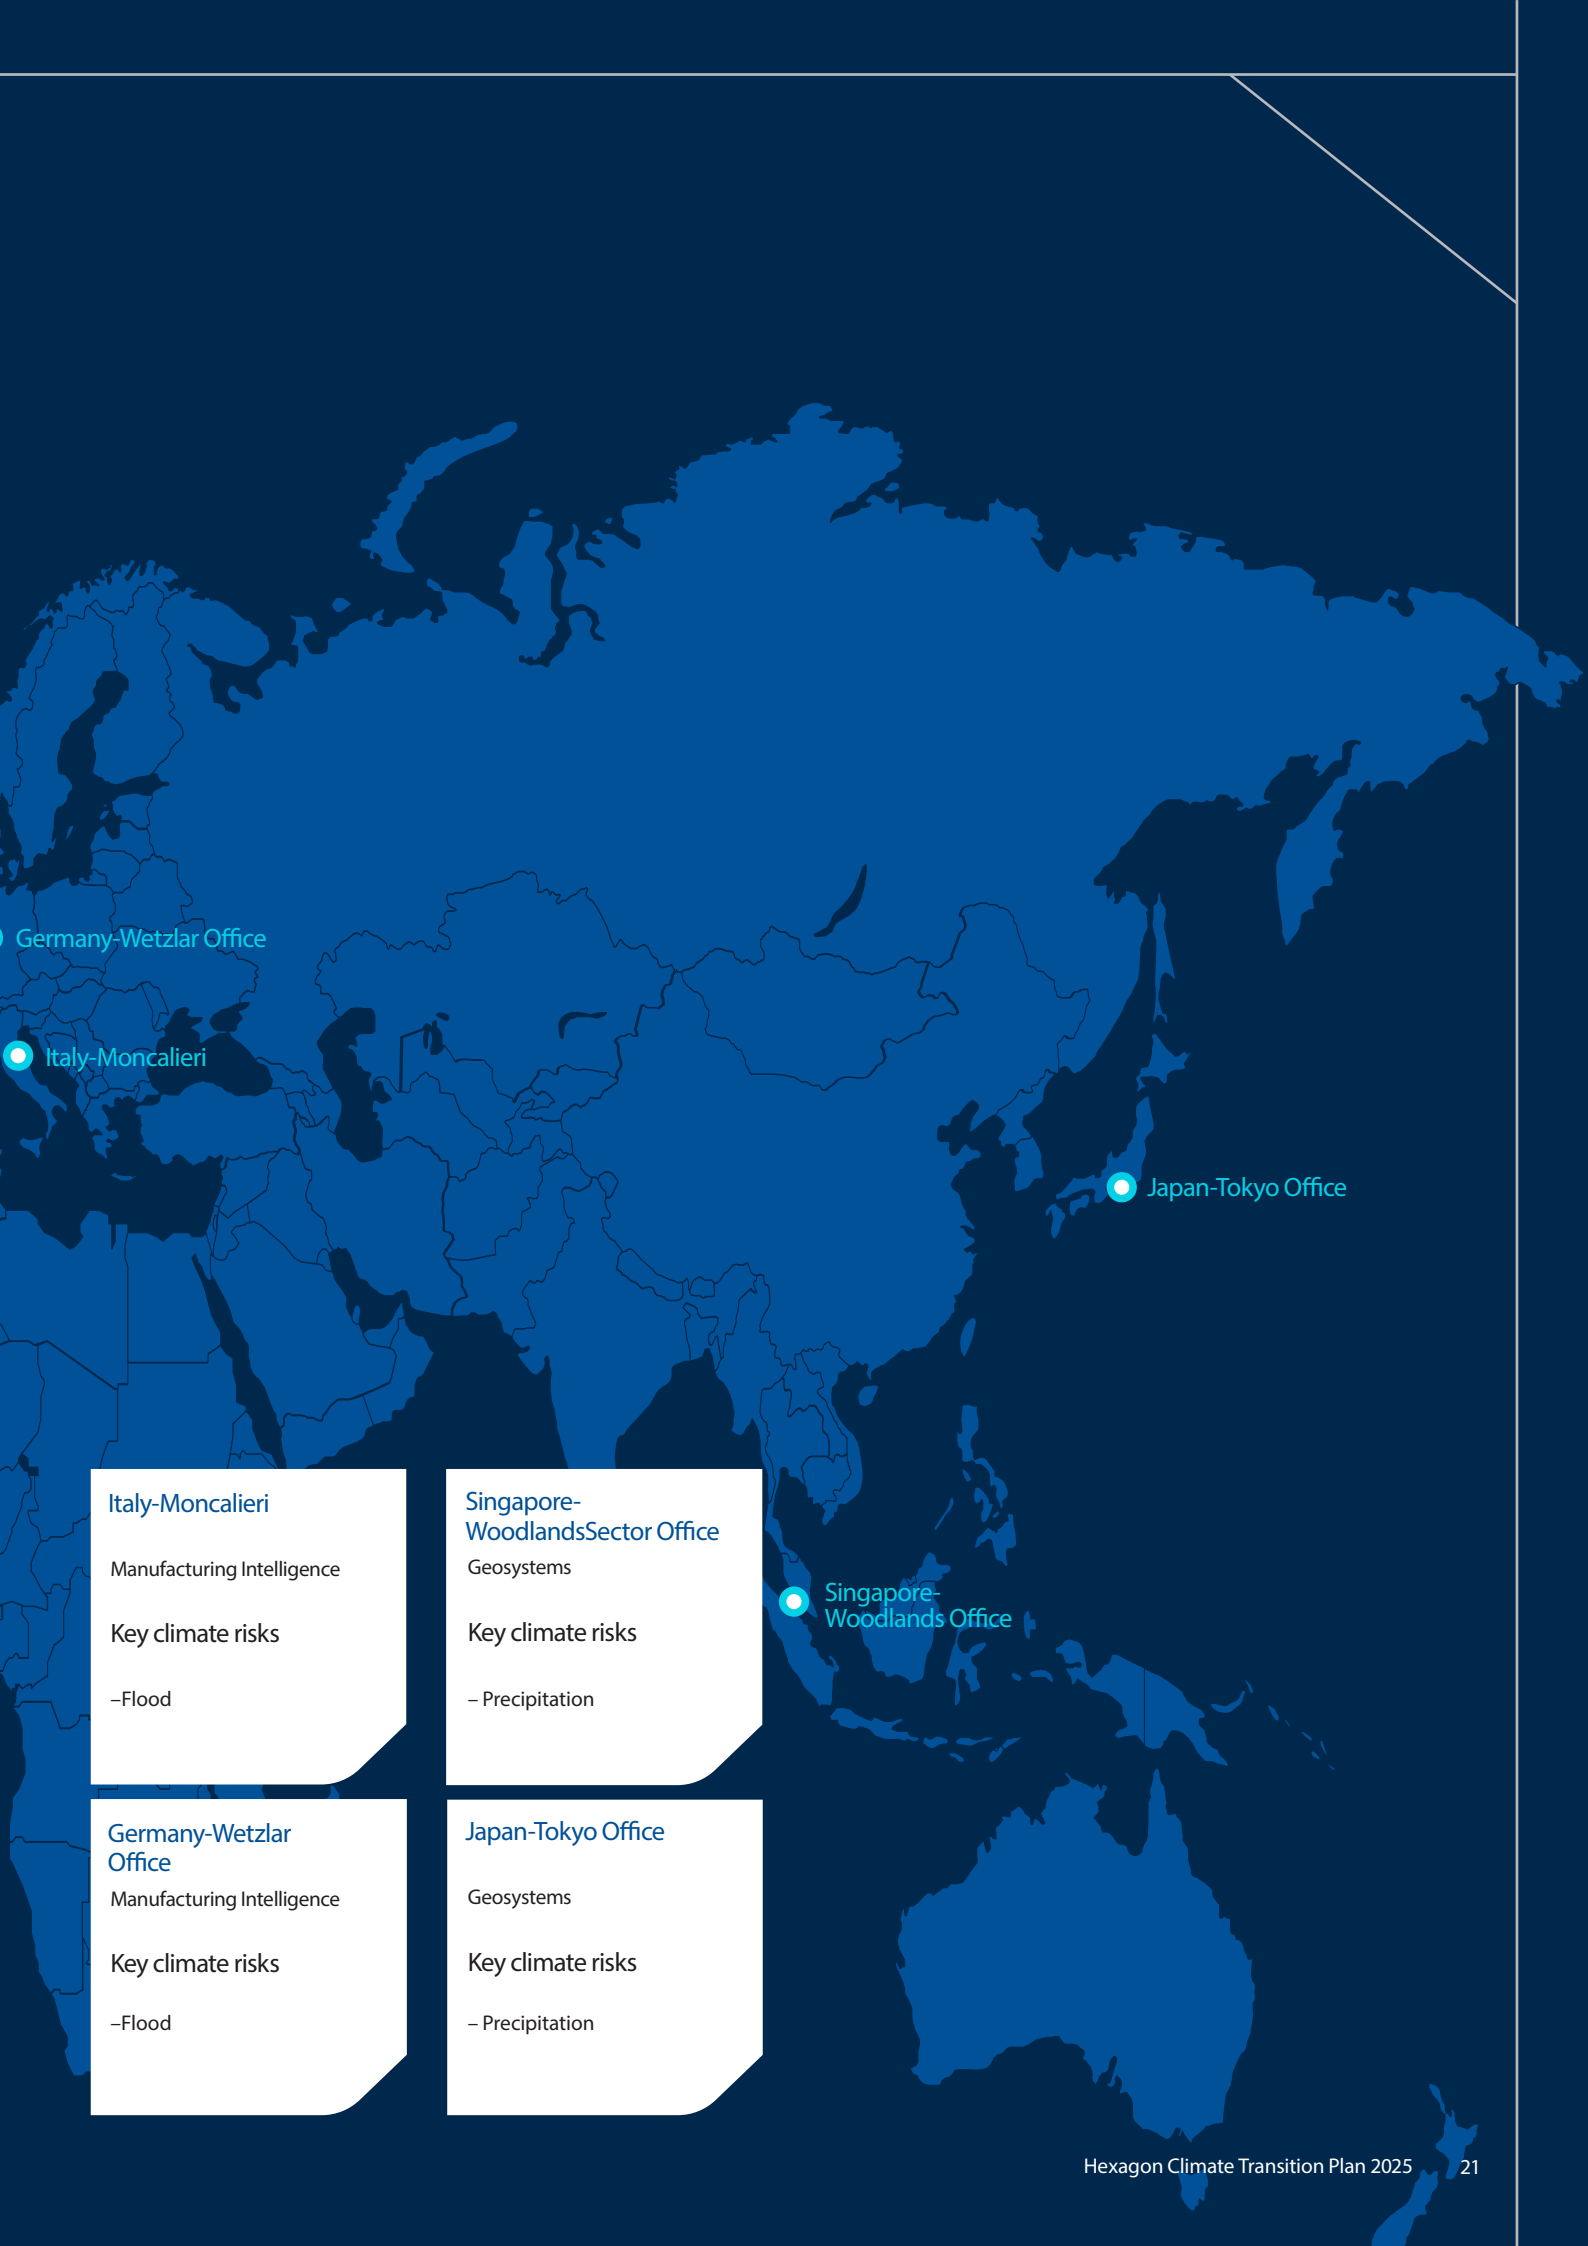 Germany-Wetzlar Office
Italy-Moncalieri
Japan-Tokyo Office
Singapore-
Woodlands Office
Italy-Moncalieri
Manufacturing Intelligence
Key climate risks
–Flood
Singapore-
WoodlandsSector Office
Geosystems
Key climate risks
– Precipitation
Germany-Wetzlar
Office
Manufacturing Intelligence
Key climate risks
–Flood
Japan-Tokyo Office
Geosystems
Key climate risks
– Precipitation
Hexagon Climate Transition Plan 2025 21